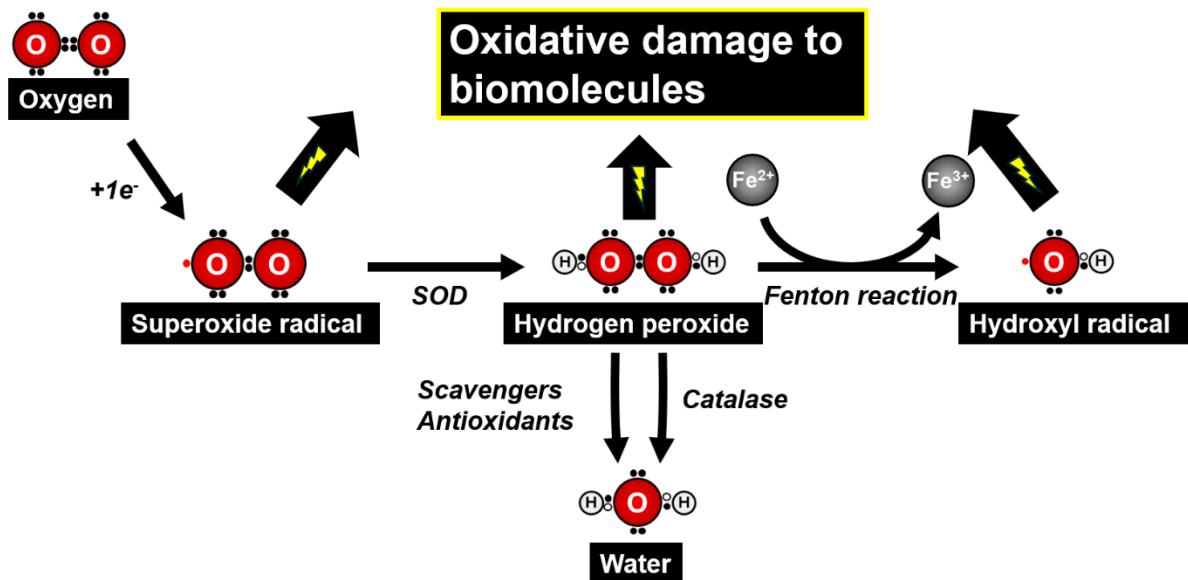 O O
Oxygen
Oxidative damage to
biomolecules
+1e⁻
Fe²⁺
Fe³⁺
O O
Superoxide radical
SOD
H O O H
Hydrogen peroxide
Fenton reaction
O H
Hydroxyl radical
Scavengers
Antioxidants
Catalase
H O H
Water